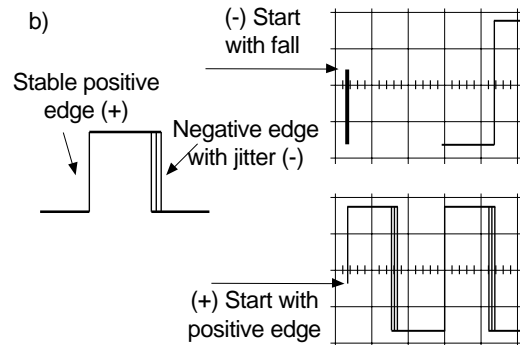 b)
(-) Start
with fall
Stable positive
edge (+)
Negative edge
with jitter (-)
(+) Start with
positive edge